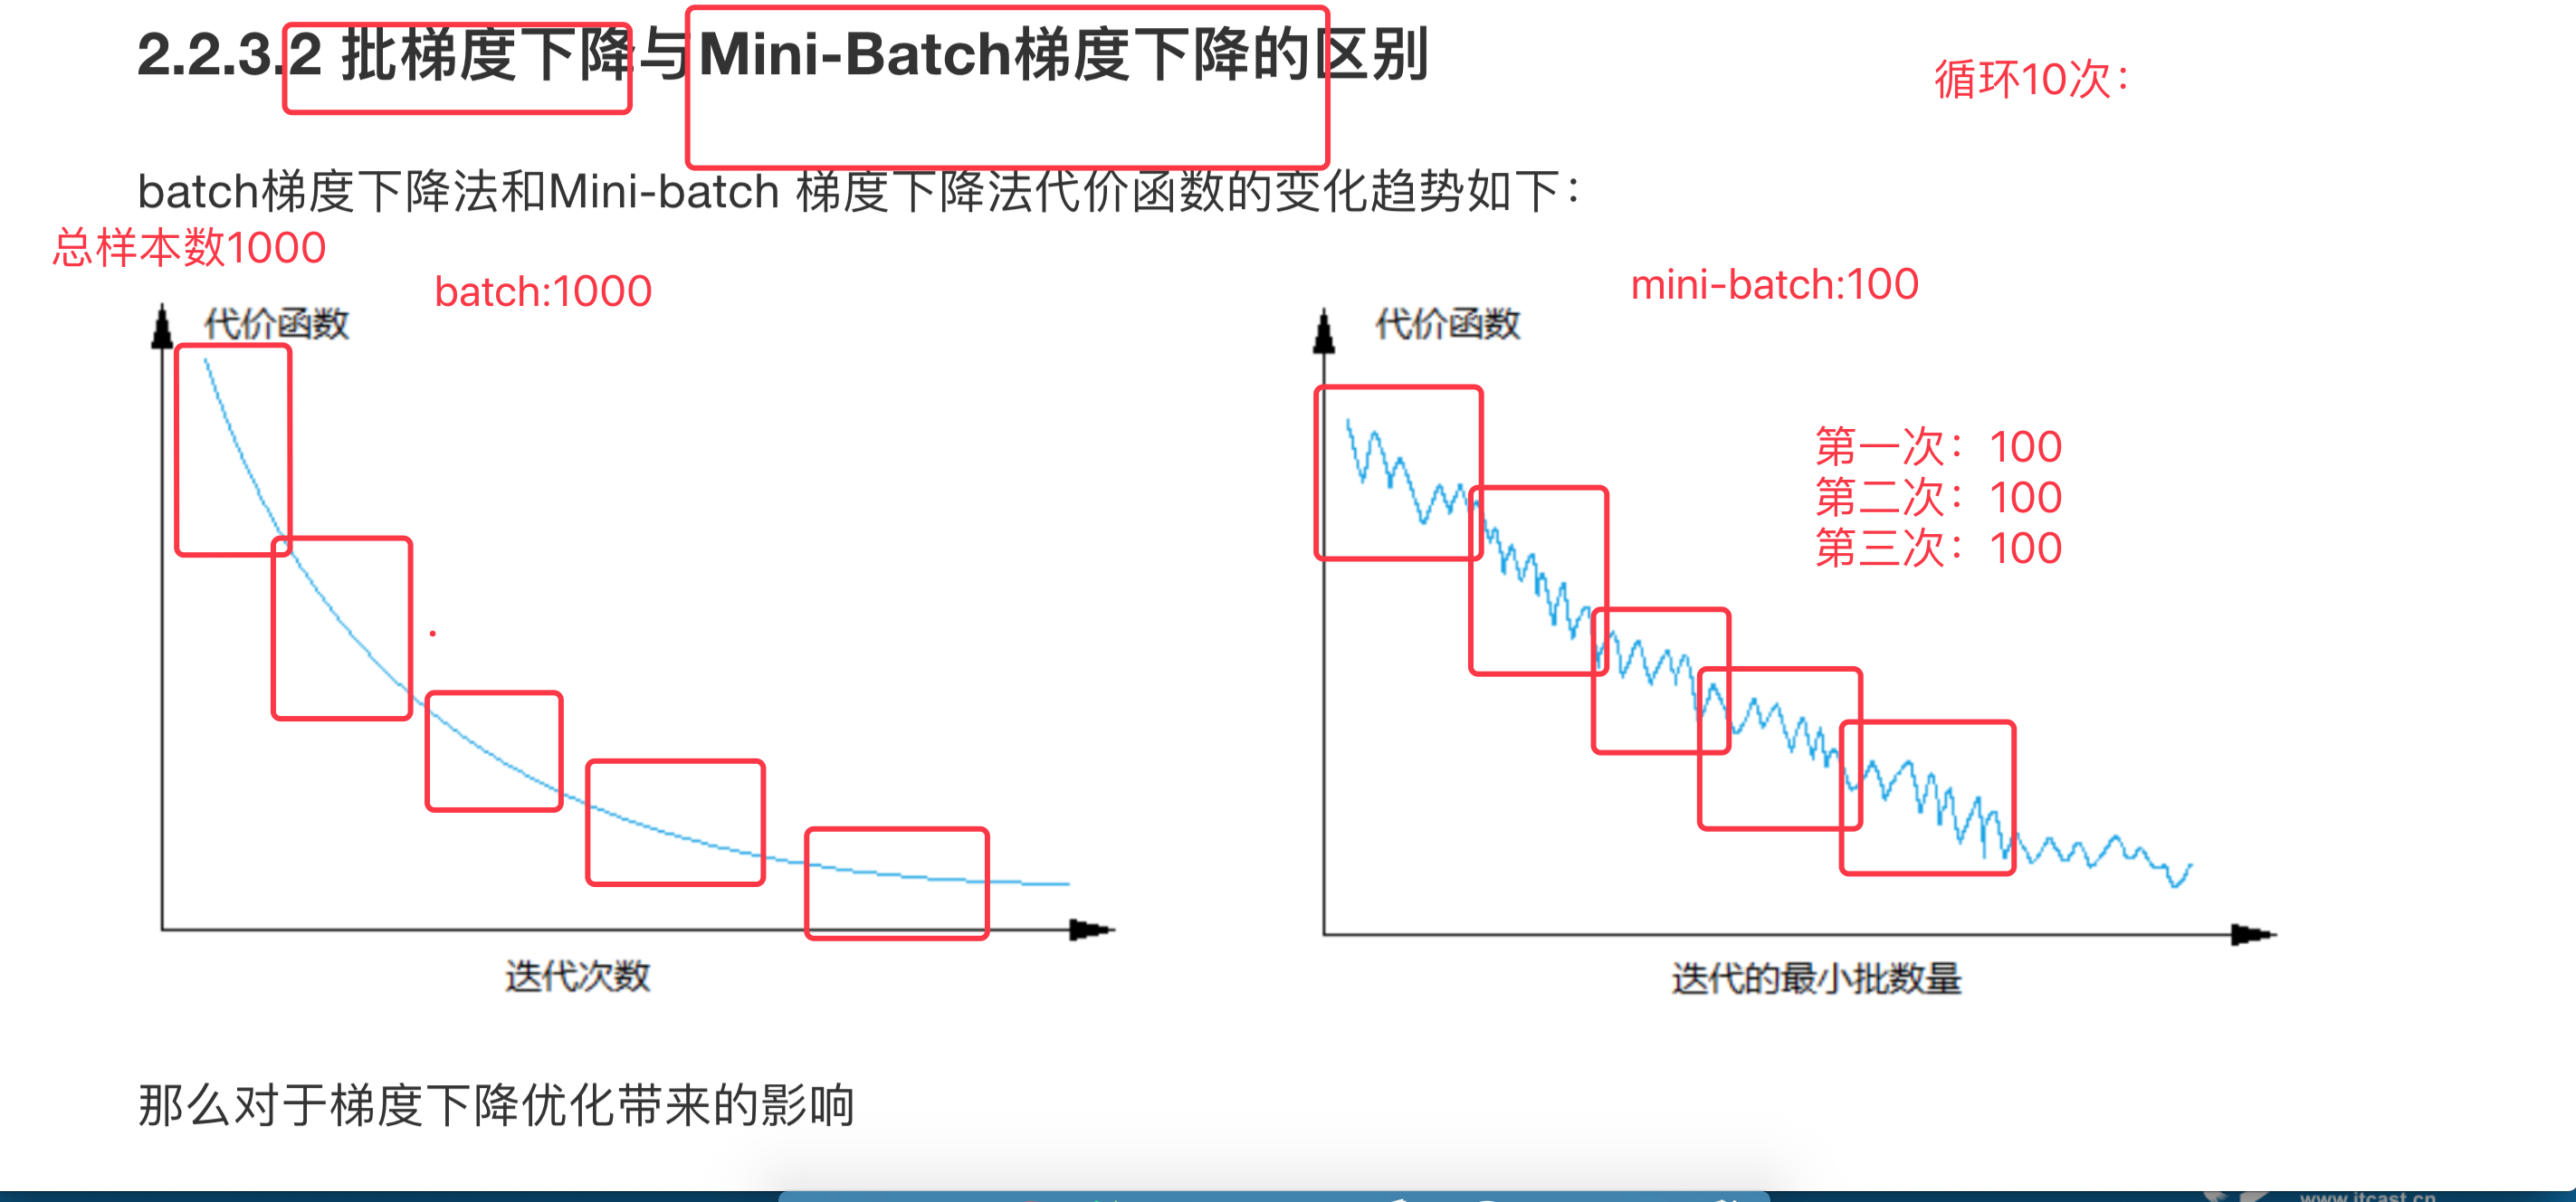 2.2.3.2 批梯度下降与Mini-Batch梯度下降的区别
循环10次：
batch梯度下降法和Mini-batch 梯度下降法代价函数的变化趋势如下：
总样本数1000
batch:1000
mini-batch:100
代价函数
代价函数
第一次：100
第二次：100
第三次：100
迭代次数
迭代的最小批数量
那么对于梯度下降优化带来的影响
www.itcast.cn